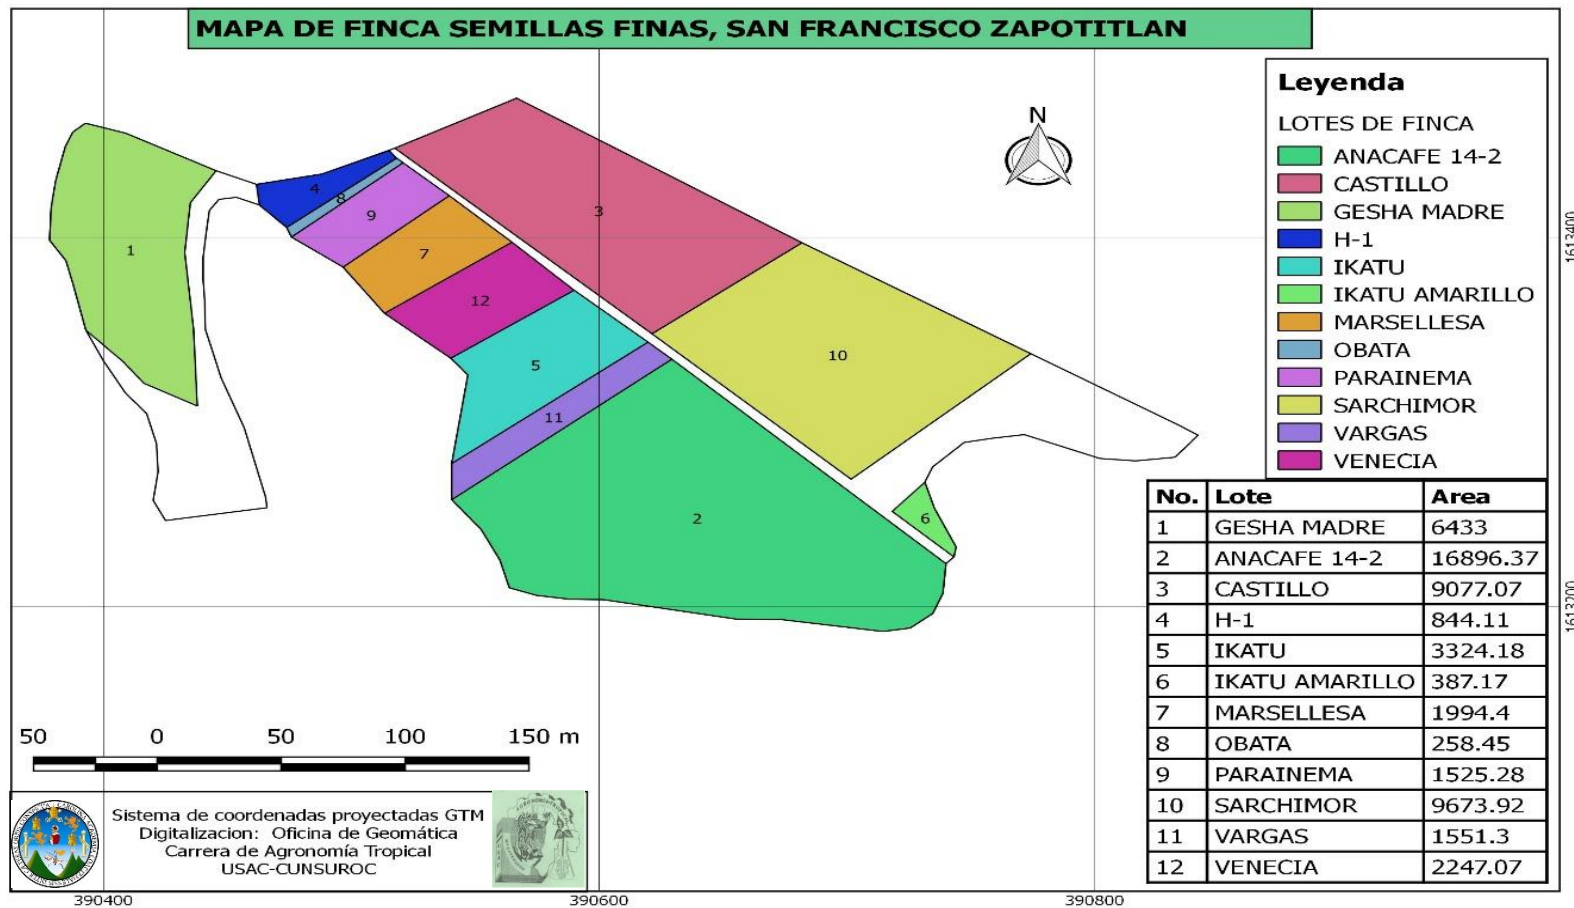 MAPA DE FINCA SEMILLAS FINAS, SAN FRANCISCO ZAPOTITLAN
Leyenda
LOTES DE FINCA
ANACAFE 14-2
CASTILLO
GESHA MADRE
H-1
IKATU
IKATU AMARILLO
MARSELLESA
OBATA
PARAINEMA
SARCHIMOR
VARGAS
VENECIA
N
1
4
8
9
7
12
5
11
3
10
2
6
1613400
1613200
No. Lote Area
1 GESHA MADRE 6433
2 ANACAFE 14-2 16896.37
3 CASTILLO 9077.07
4 H-1 844.11
5 IKATU 3324.18
6 IKATU AMARILLO 387.17
7 MARSELLESA 1994.4
8 OBATA 258.45
9 PARAINEMA 1525.28
10 SARCHIMOR 9673.92
11 VARGAS 1551.3
12 VENECIA 2247.07
50 0 50 100 150 m
Sistema de coordenadas proyectadas GTM
Digitalizacion: Oficina de Geomática
Carrera de Agronomía Tropical
USAC-CUNSUROC
390400 390600 390800